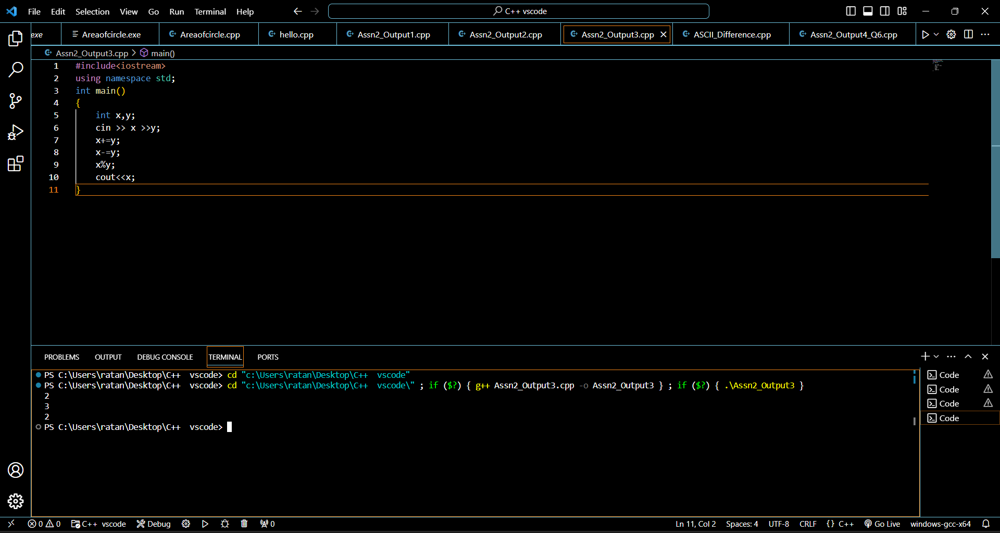 File Edit Selection View Go Run Terminal Help
C++ vscode
exe
Areaofcircle.exe
Areaofcircle.cpp
hello.cpp
Assn2_Output1.cpp
Assn2_Output2.cpp
Assn2_Output3.cpp
ASCII_Difference.cpp
Assn2_Output4_Q6.cpp
Assn2_Output3.cpp > main()
1 #include<iostream>
2 using namespace std;
3 int main()
4 {
5 int x,y;
6 cin >> x >>y;
7 x+=y;
8 x-=y;
9 x%y;
10 cout<<x;
11 }
PROBLEMS OUTPUT DEBUG CONSOLE TERMINAL PORTS
PS C:\Users\ratan\Desktop\C++  vscode> cd "c:\Users\ratan\Desktop\C++  vscode"
PS C:\Users\ratan\Desktop\C++  vscode> cd "c:\Users\ratan\Desktop\C++  vscode\" ; if ($?) { g++ Assn2_Output3.cpp -o Assn2_Output3 } ; if ($?) { .\Assn2_Output3 }
2
3
2
PS C:\Users\ratan\Desktop\C++  vscode>
Code
Code
Code
Code
0 0 C++ vscode Debug 0
Ln 11, Col 2 Spaces: 4 UTF-8 CRLF {} C++ Go Live windows-gcc-x64